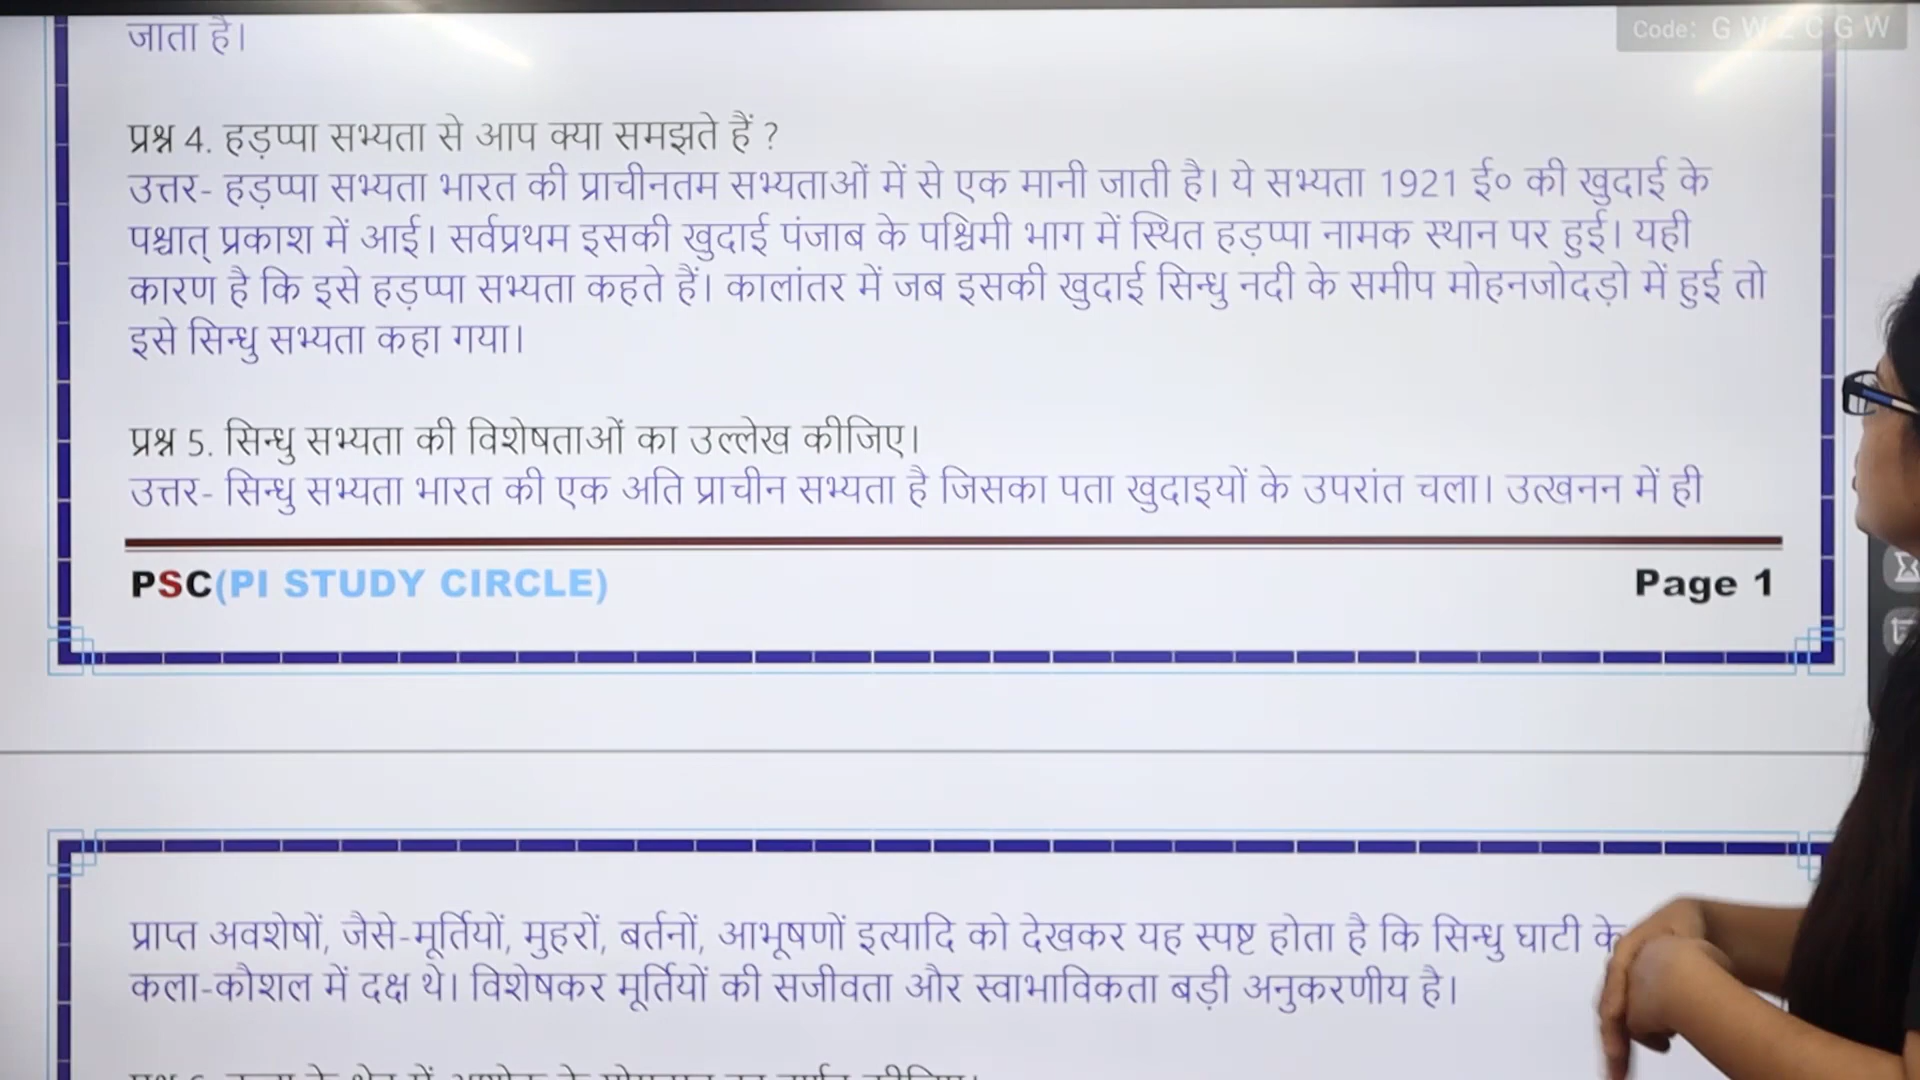 जाता है।
Code: G W Z C G W
प्रश्न 4. हड़प्पा सभ्यता से आप क्या समझते हैं ?
उत्तर- हड़प्पा सभ्यता भारत की प्राचीनतम सभ्यताओं में से एक मानी जाती है। ये सभ्यता 1921 ई० की खुदाई के
पश्चात् प्रकाश में आई। सर्वप्रथम इसकी खुदाई पंजाब के पश्चिमी भाग में स्थित हड़प्पा नामक स्थान पर हुई। यही
कारण है कि इसे हड़प्पा सभ्यता कहते हैं। कालांतर में जब इसकी खुदाई सिन्धु नदी के समीप मोहनजोदड़ो में हुई तो
इसे सिन्धु सभ्यता कहा गया।
प्रश्न 5. सिन्धु सभ्यता की विशेषताओं का उल्लेख कीजिए।
उत्तर- सिन्धु सभ्यता भारत की एक अति प्राचीन सभ्यता है जिसका पता खुदाइयों के उपरांत चला। उत्खनन में ही
PSC(PI STUDY CIRCLE)
Page 1
प्राप्त अवशेषों, जैसे-मूर्तियों, मुहरों, बर्तनों, आभूषणों इत्यादि को देखकर यह स्पष्ट होता है कि सिन्धु घाटी के
कला-कौशल में दक्ष थे। विशेषकर मूर्तियों की सजीवता और स्वाभाविकता बड़ी अनुकरणीय है।